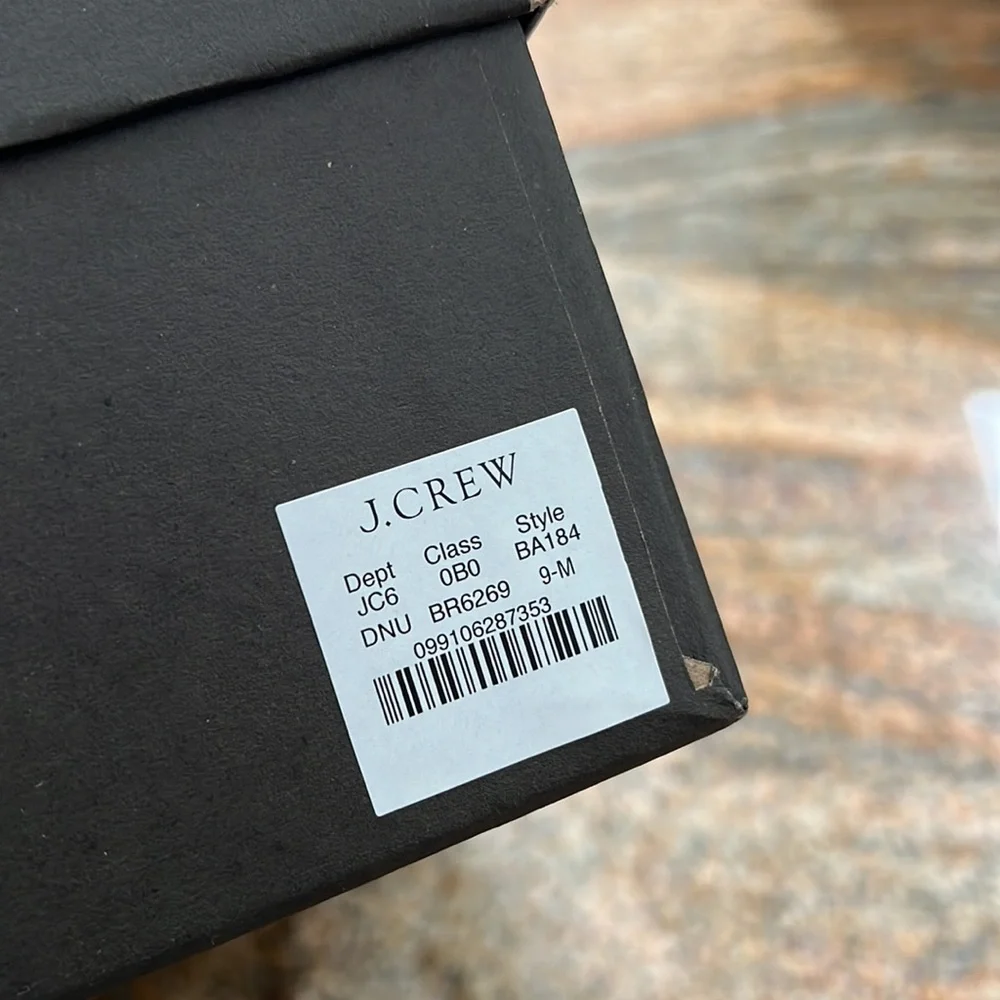 J.CREW
Dept Class Style
JC6 0B0 BA184
DNU BR6269 9-M
099106287353